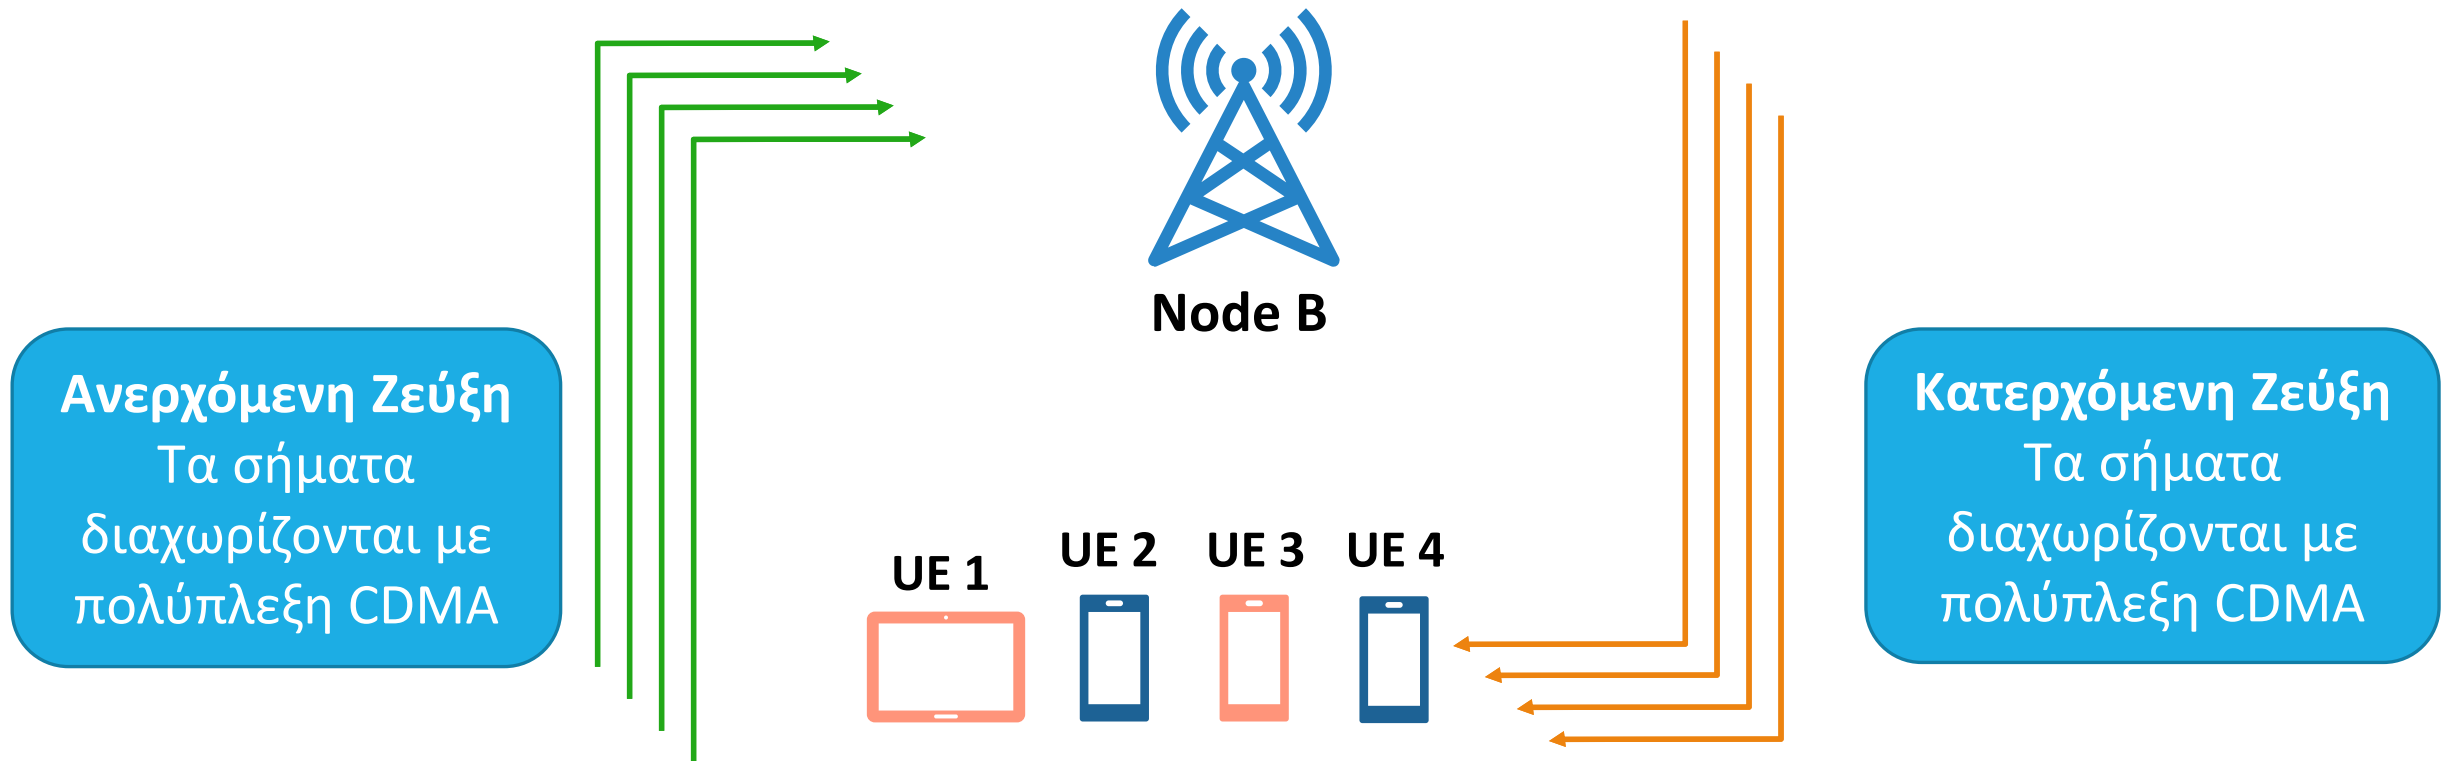 Node B
Ανερχόμενη Ζεύξη
Τα σήματα
διαχωρίζονται με
πολύπλεξη CDMA
Κατερχόμενη Ζεύξη
Τα σήματα
διαχωρίζονται με
πολύπλεξη CDMA
UE 1
UE 2
UE 3
UE 4